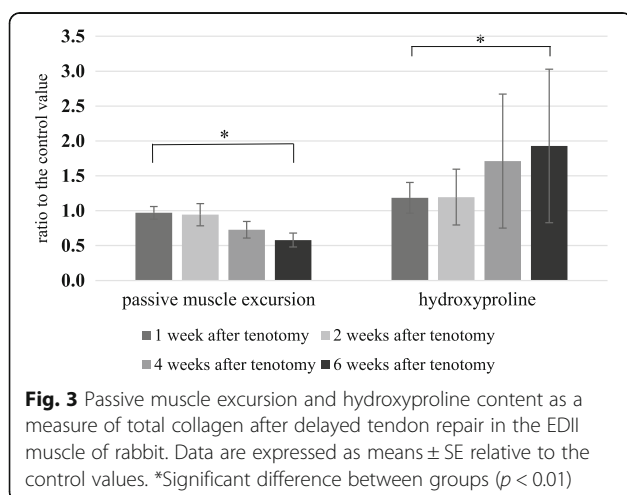 3.5
3.0
2.5
2.0
1.5
1.0
0.5
0.0
ratio to the control value
*
*
passive muscle excursion hydroxyproline
1 week after tenotomy 2 weeks after tenotomy
4 weeks after tenotomy 6 weeks after tenotomy
Fig. 3 Passive muscle excursion and hydroxyproline content as a
measure of total collagen after delayed tendon repair in the EDII
muscle of rabbit. Data are expressed as means ± SE relative to the
control values. *Significant difference between groups (p < 0.01)